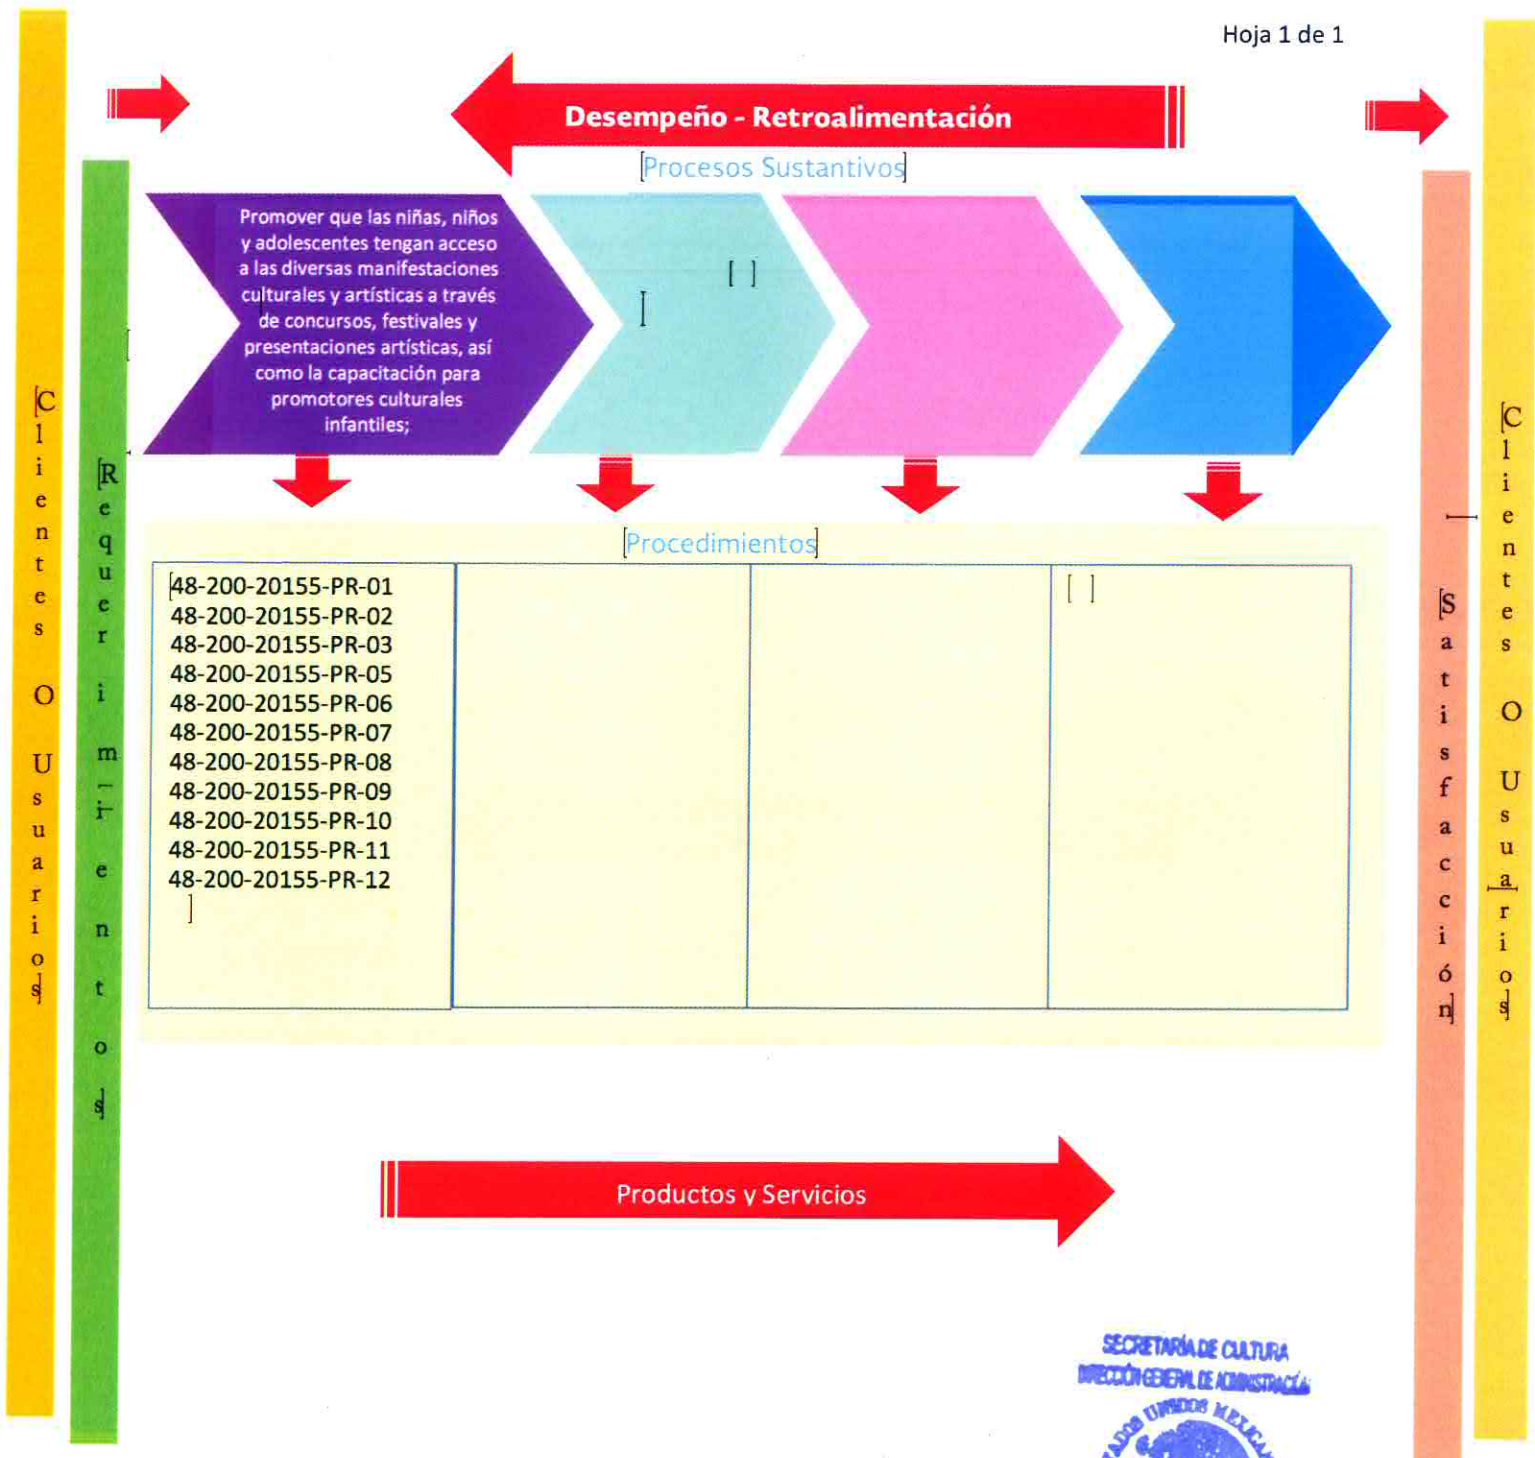 Hoja 1 de 1
Desempeño - Retroalimentación
[Procesos Sustantivos]
Promover que las niñas, niños
y adolescentes tengan acceso
a las diversas manifestaciones
culturales y artísticas a través
de concursos, festivales y
presentaciones artísticas, así
como la capacitación para
promotores culturales
infantiles;
[ ]
[Clientes O Usuarios]
[Requerimientos]
[Procedimientos]
[48-200-20155-PR-01
48-200-20155-PR-02
48-200-20155-PR-03
48-200-20155-PR-05
48-200-20155-PR-06
48-200-20155-PR-07
48-200-20155-PR-08
48-200-20155-PR-09
48-200-20155-PR-10
48-200-20155-PR-11
48-200-20155-PR-12
]
[ ]
[Satisfacción]
[Clientes O Usuarios]
Productos y Servicios
SECRETARÍA DE CULTURA
DIRECCIÓN GENERAL DE ADMINISTRACIÓN
UNIDOS